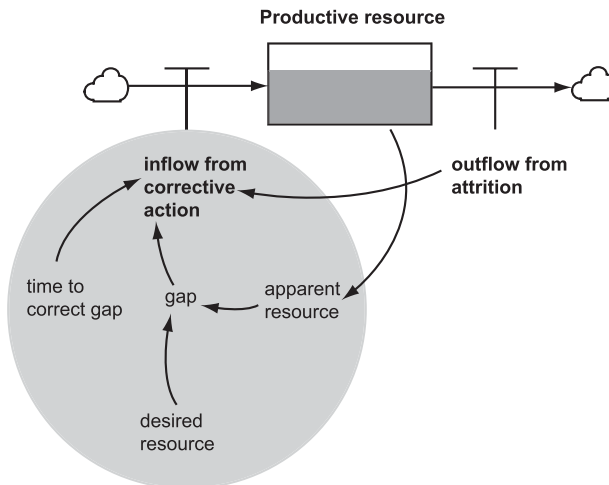 Productive resource
inflow from
corrective
action
outflow from
attrition
time to
correct gap
gap
apparent
resource
desired
resource